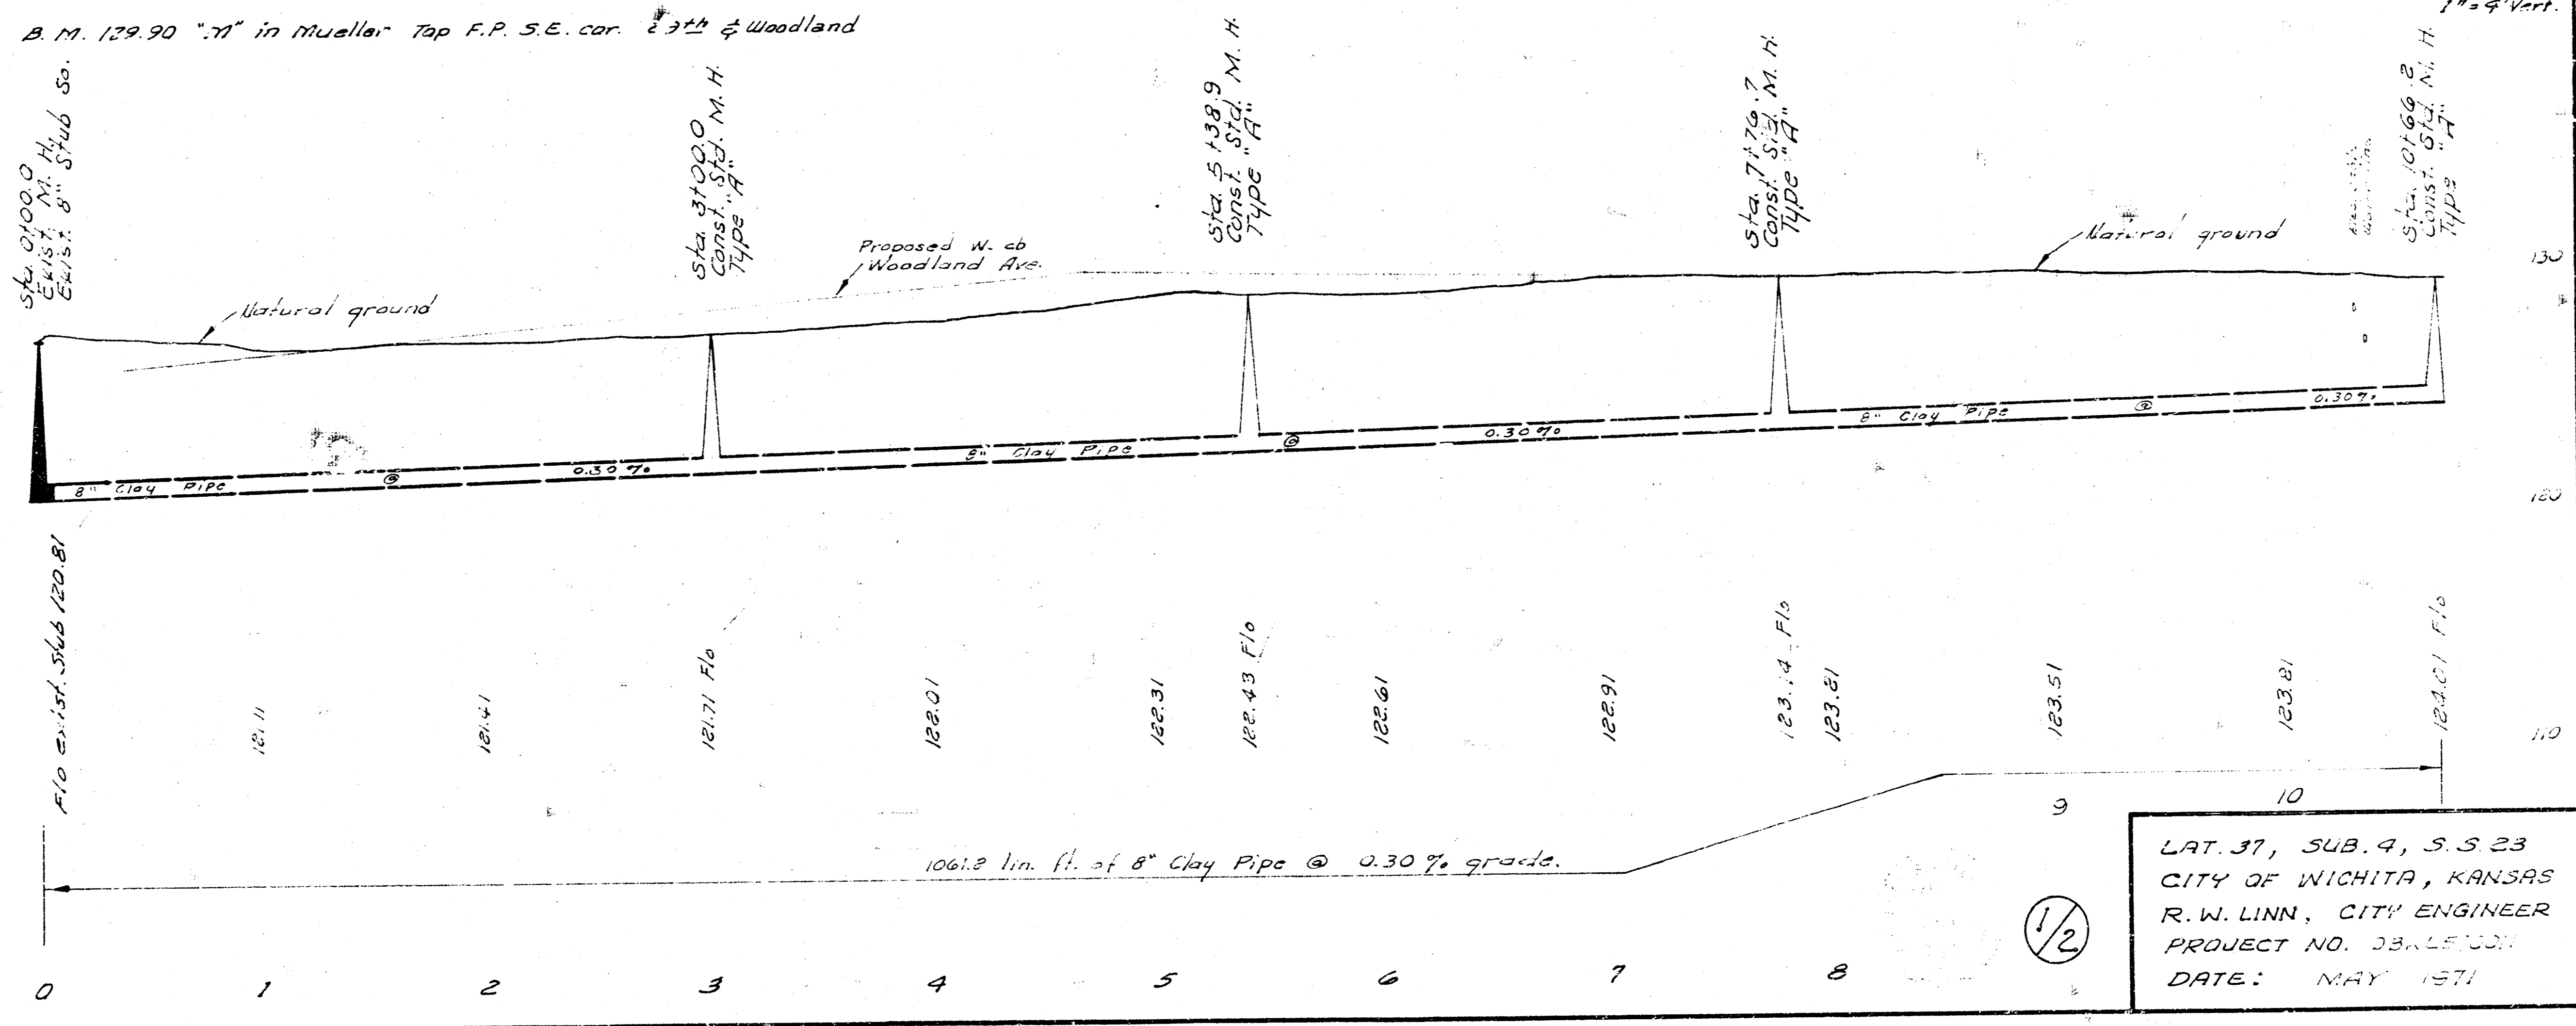 1" = 4' Vert.
B. M. 129.90 "M" in Mueller Top F.P. S.E. cor. & Woodland
Sta. 0+00.0
Exist. M. H.
Exist. 8" Stub So.
Sta. 3+00.0
Const. Std. M. H.
Type "A"
Sta. 5+38.9
Const. Std. M. H.
Type "A"
Sta. 7+76.7
Const. Std. M. H.
Type "A"
Sta. 10+66.2
Const. Std. M. H.
Type "A"
Natural ground
Proposed W. cb
Woodland Ave.
Natural ground
130
8" Clay Pipe @ 0.30%
8" Clay Pipe @ 0.30%
8" Clay Pipe @ 0.30%
120
Flo exist. Stub 120.81
121.11
121.41
121.71 Flo
122.01
122.31
122.43 Flo
122.61
122.91
123.14 Flo
123.21
123.51
123.81
124.01 Flo
110
1061.2 lin. ft. of 8" Clay Pipe @ 0.30% grade.
0 1 2 3 4 5 6 7 8 9 10
1/2
LAT. 37, SUB. 4, S.S. 23
CITY OF WICHITA, KANSAS
R. W. LINN, CITY ENGINEER
PROJECT NO.
DATE: MAY 1971